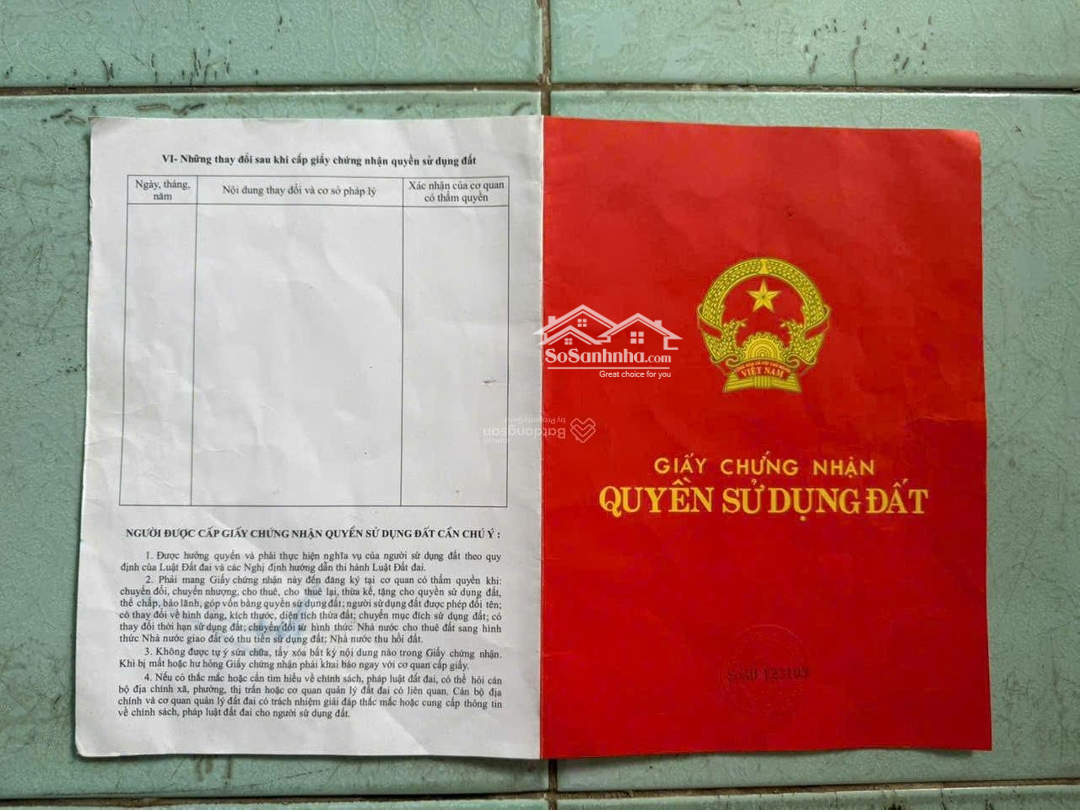 VI- Những thay đổi sau khi cấp giấy chứng nhận quyền sử dụng đất
Ngày, tháng,
năm
Nội dung thay đổi và cơ sở pháp lý
Xác nhận của cơ quan
có thẩm quyền
NGƯỜI ĐƯỢC CẤP GIẤY CHỨNG NHẬN QUYỀN SỬ DỤNG ĐẤT CẦN CHÚ Ý :
1. Được hưởng quyền và phải thực hiện nghĩa vụ của người sử dụng đất theo quy
định của Luật Đất đai và các Nghị định hướng dẫn thi hành Luật Đất đai.
2. Phải mang Giấy chứng nhận này đến đăng ký tại cơ quan có thẩm quyền khi:
chuyển đổi, chuyển nhượng, cho thuê, cho thuê lại, thừa kế, tặng cho quyền sử dụng đất,
thế chấp, bảo lãnh, góp vốn bằng quyền sử dụng đất; người sử dụng đất được phép đổi tên;
có thay đổi về hình dạng, kích thước, diện tích thửa đất; chuyển mục đích sử dụng đất; có
thay đổi thời hạn sử dụng đất; chuyển đổi từ hình thức Nhà nước cho thuê đất sang hình
thức Nhà nước giao đất có thu tiền sử dụng đất; Nhà nước thu hồi đất.
3. Không được tự ý sửa chữa, tẩy xóa bất kỳ nội dung nào trong Giấy chứng nhận.
Khi bị mất hoặc hư hỏng Giấy chứng nhận phải khai báo ngay với cơ quan cấp giấy.
4. Nếu có thắc mắc hoặc cần tìm hiểu về chính sách, pháp luật đất đai, có thể hỏi cán
bộ địa chính xã, phường, thị trấn hoặc cơ quan quản lý đất đai có liên quan. Cán bộ địa
chính và cơ quan quản lý đất đai có trách nhiệm giải đáp thắc mắc hoặc cung cấp thông tin
về chính sách, pháp luật đất đai cho người sử dụng đất.
SoSanhnha.com
Great choice for you
Batdongsan
VIỆT NAM
GIẤY CHỨNG NHẬN
QUYỀN SỬ DỤNG ĐẤT
123103